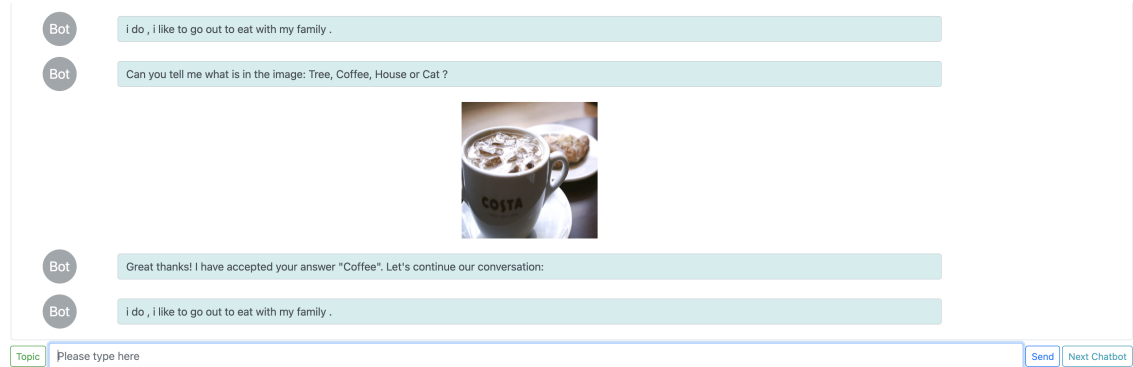 Bot
i do , i like to go out to eat with my family .
Bot
Can you tell me what is in the image: Tree, Coffee, House or Cat ?
COSTA
Bot
Great thanks! I have accepted your answer "Coffee". Let's continue our conversation:
Bot
i do , i like to go out to eat with my family .
Topic
Please type here
Send
Next Chatbot